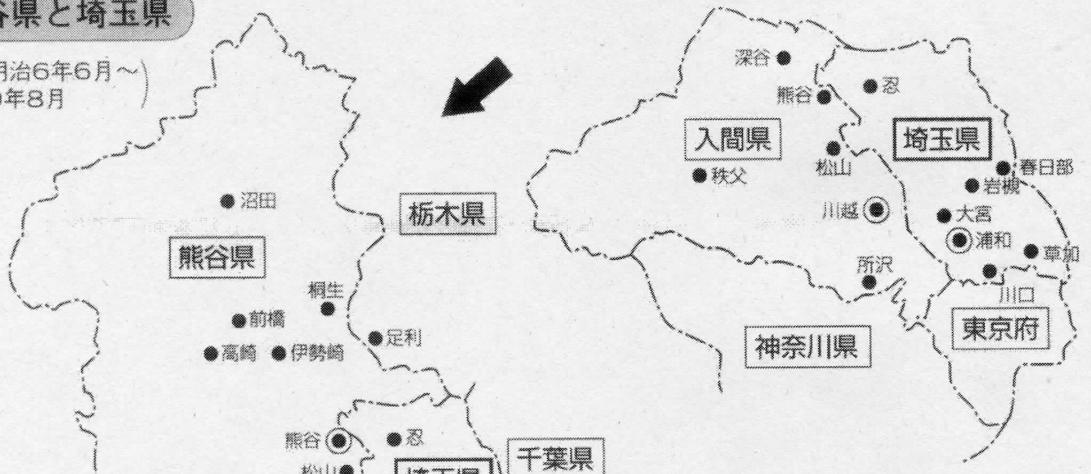 県と埼玉県
治6年6月～
年8月
沼田
栃木県
熊谷県
桐生
前橋
足利
高崎
伊勢崎
熊谷
忍
松山
埼玉県
千葉県
深谷
熊谷
忍
入間県
埼玉県
松山
春日部
秩父
岩槻
川越
大宮
浦和
草加
所沢
川口
神奈川県
東京府